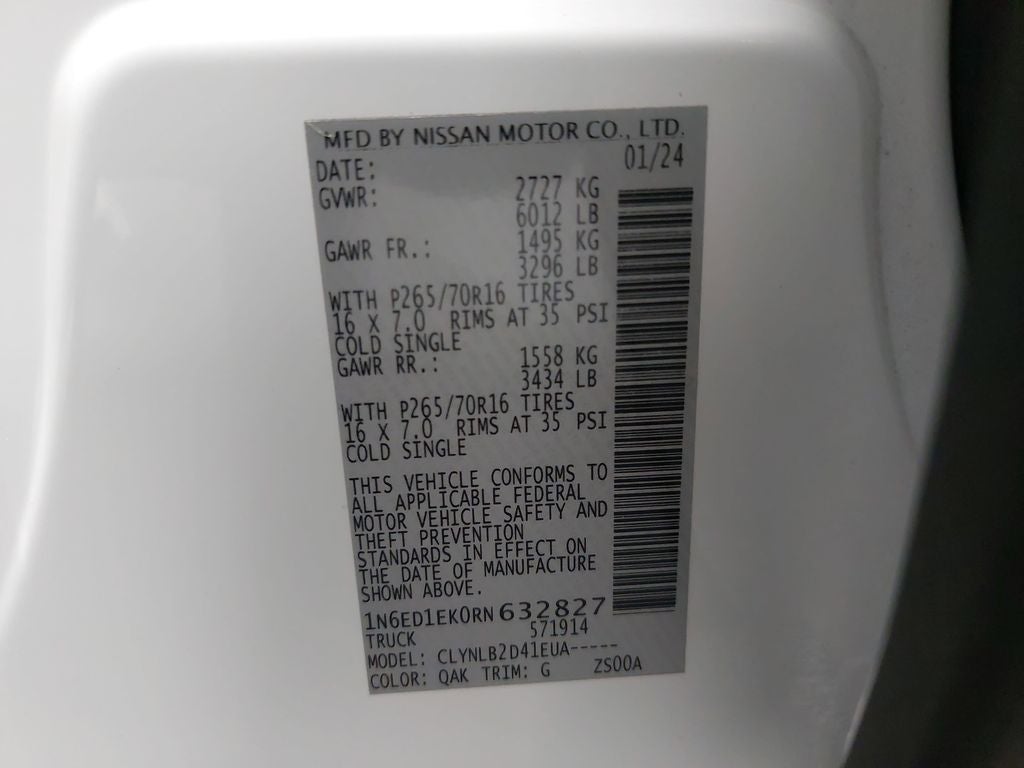 MFD BY NISSAN MOTOR CO., LTD.
DATE: 01/24
GVWR: 2727 KG
6012 LB
GAWR FR.: 1495 KG
3296 LB
WITH P265/70R16 TIRES
16 X 7.0 RIMS AT 35 PSI
COLD SINGLE
GAWR RR.: 1558 KG
3434 LB
WITH P265/70R16 TIRES
16 X 7.0 RIMS AT 35 PSI
COLD SINGLE
THIS VEHICLE CONFORMS TO
ALL APPLICABLE FEDERAL
MOTOR VEHICLE SAFETY AND
THEFT PREVENTION
STANDARDS IN EFFECT ON
THE DATE OF MANUFACTURE
SHOWN ABOVE.
1N6ED1EK0RN632827
TRUCK 571914
MODEL: CLYNLB2D41EUA-----
COLOR: QAK TRIM: G ZS00A